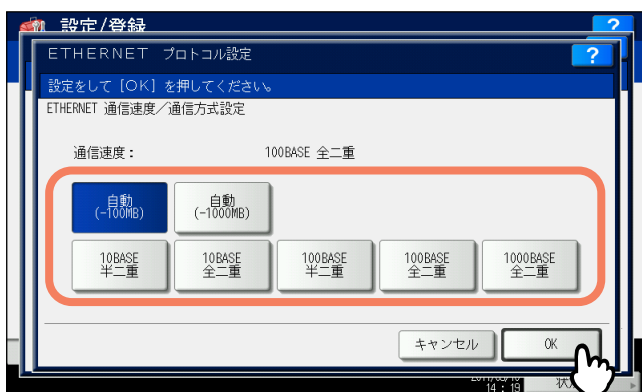 設定/登録
?
ETHERNET プロトコル設定
?
設定をして [OK] を押してください。
ETHERNET 通信速度／通信方式設定
通信速度：
100BASE 全二重
自動
(-100MB)
自動
(-1000MB)
10BASE
半二重
10BASE
全二重
100BASE
半二重
100BASE
全二重
1000BASE
全二重
キャンセル
OK
14:19